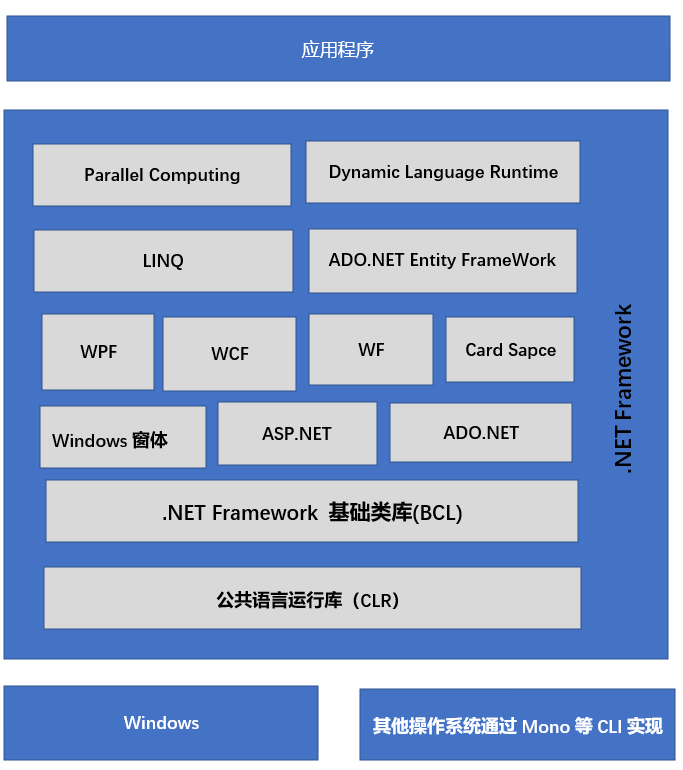 应用程序
Parallel Computing
Dynamic Language Runtime
LINQ
ADO.NET Entity FrameWork
WPF
WCF
WF
Card Sapce
.NET Framework
Windows 窗体
ASP.NET
ADO.NET
.NET Framework 基础类库(BCL)
公共语言运行库（CLR）
Windows
其他操作系统通过 Mono 等 CLI 实现